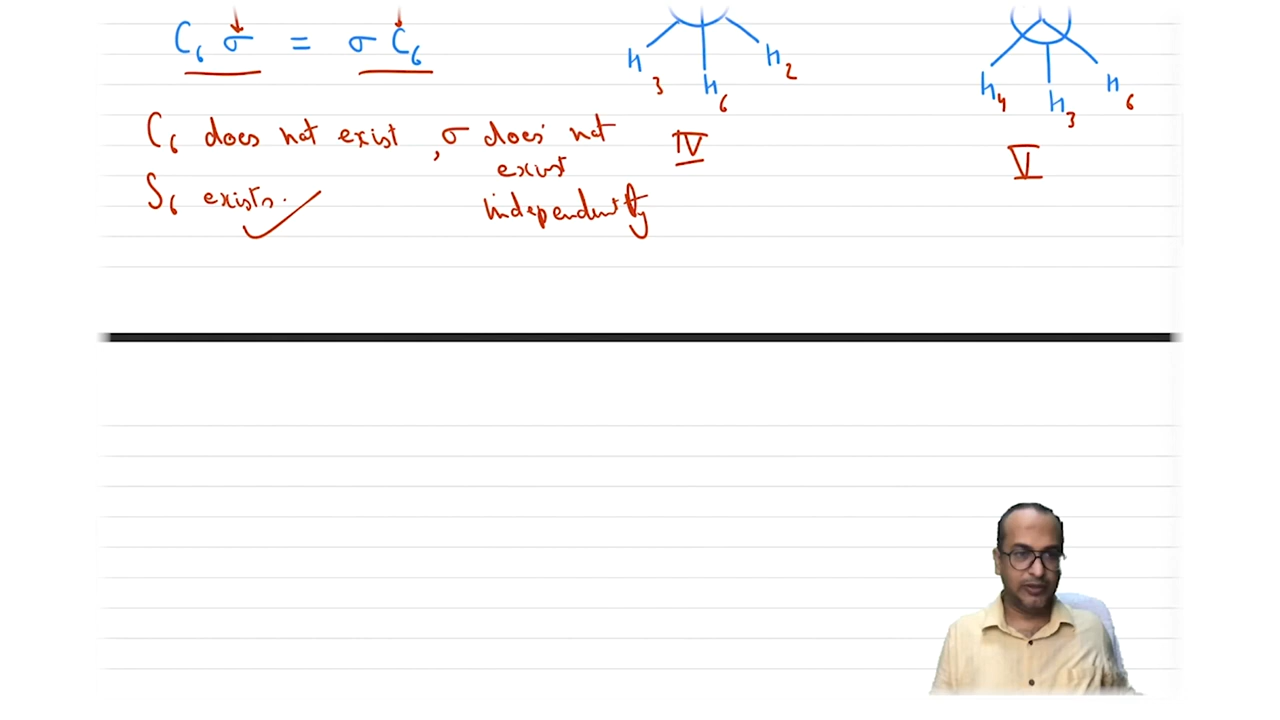 C₆ σ = σ C₆
C₆ does not exist , σ does not
exist
S₆ exists.
independently
H₃ H₆ H₂
IV
H₄ H₃ H₆
V